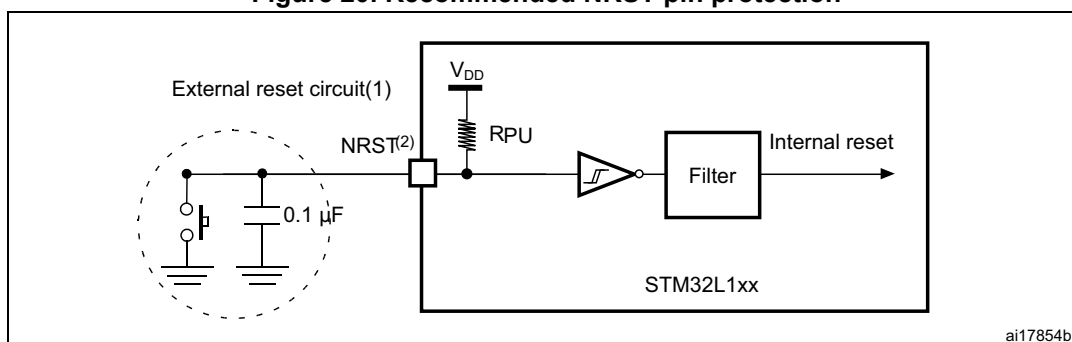 Figure 20. Recommended NRST pin protection
External reset circuit(1)
VDD
NRST(2)
RPU
Filter
Internal reset
0.1 μF
STM32L1xx
ai17854b